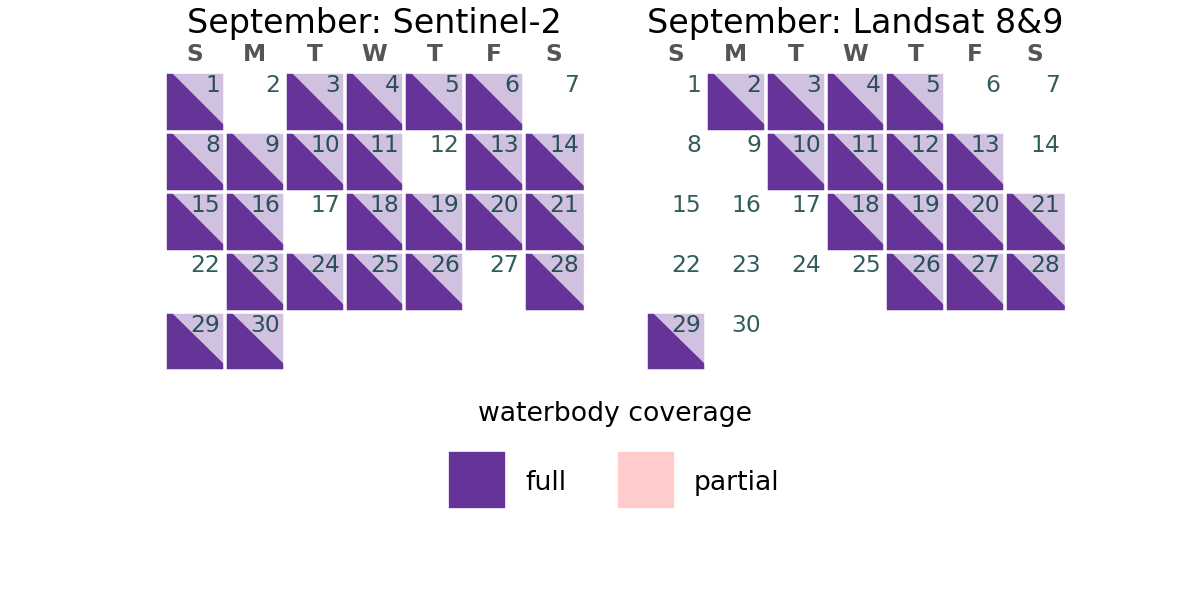 September: Sentinel-2
S M T W T F S
1 2 3 4 5 6 7
8 9 10 11 12 13 14
15 16 17 18 19 20 21
22 23 24 25 26 27 28
29 30
September: Landsat 8&9
S M T W T F S
1 2 3 4 5 6 7
8 9 10 11 12 13 14
15 16 17 18 19 20 21
22 23 24 25 26 27 28
29 30
waterbody coverage
full partial